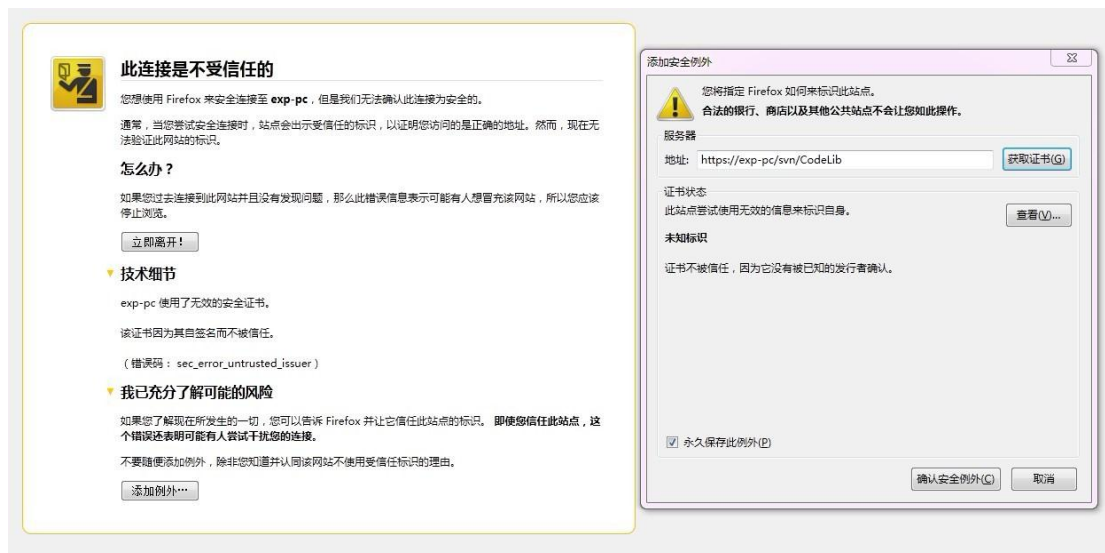 此连接是不受信任的
您想使用 Firefox 来安全连接至 exp-pc，但是我们无法确认此连接为安全的。
通常，当您尝试安全连接时，站点会出示受信任的标识，以证明您访问的是正确的地址。然而，现在无
法验证此网站的标识。
怎么办？
如果您过去连接到此网站并且没有发现问题，那么此错误信息表示可能有人想冒充该网站，所以您应该
停止浏览。
立即离开！
技术细节
exp-pc 使用了无效的安全证书。
该证书因为其自签名而不被信任。
（错误码： sec_error_untrusted_issuer）
我已充分了解可能的风险
如果您了解现在所发生的一切，您可以告诉 Firefox 并让它信任此站点的标识。 即使您信任此站点，这
个错误还表明可能有人尝试干扰您的连接。
不要随便添加例外，除非您知道并认同该网站不使用受信任标识的理由。
添加例外…
添加安全例外
您将指定 Firefox 如何来标识此站点。
合法的银行、商店以及其他公共站点不会让您如此操作。
服务器
地址: https://exp-pc/svn/CodeLib 获取证书(G)
证书状态
此站点尝试使用无效的信息来标识自身。 查看(V)...
未知标识
证书不被信任，因为它没有被已知的发行者确认。
永久保存此例外(P)
确认安全例外(C) 取消